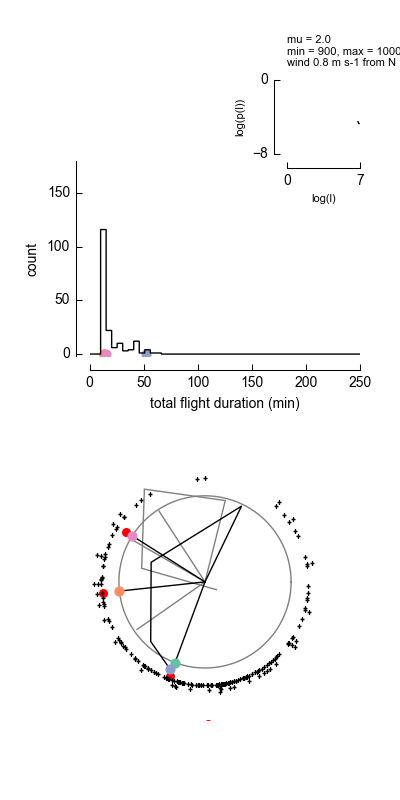 mu = 2.0
min = 900, max = 1000
wind 0.8 m s-1 from N
0
log(p(l))
−8
0 7
log(l)
150
100
50
0
count
0 50 100 150 200 250
total flight duration (min)